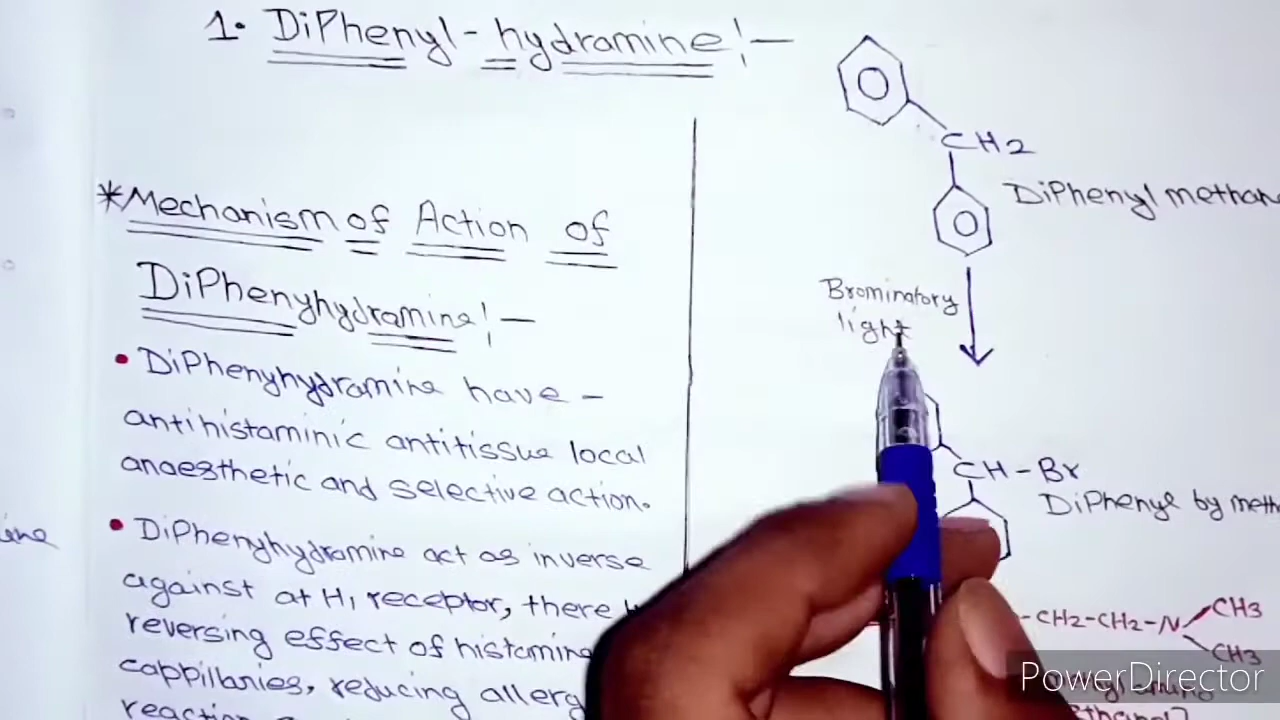 1. DiPhenyl-hydramine!-
*Mechanism of Action of
DiPhenyhydramine!-
• DiPhenyhydramine have -
antihistaminic antitissue local
anaesthetic and selective action.
• DiPhenyhydramine act as inverse
against at H1 receptor, there
reversing effect of histamine
cappillaries, reducing allerg
reaction
CH2
DiPhenyl methan
Brominatory
light
CH-Br
DiPhenyl by meth
-CH2-CH2-N
CH3
CH3
PowerDirector